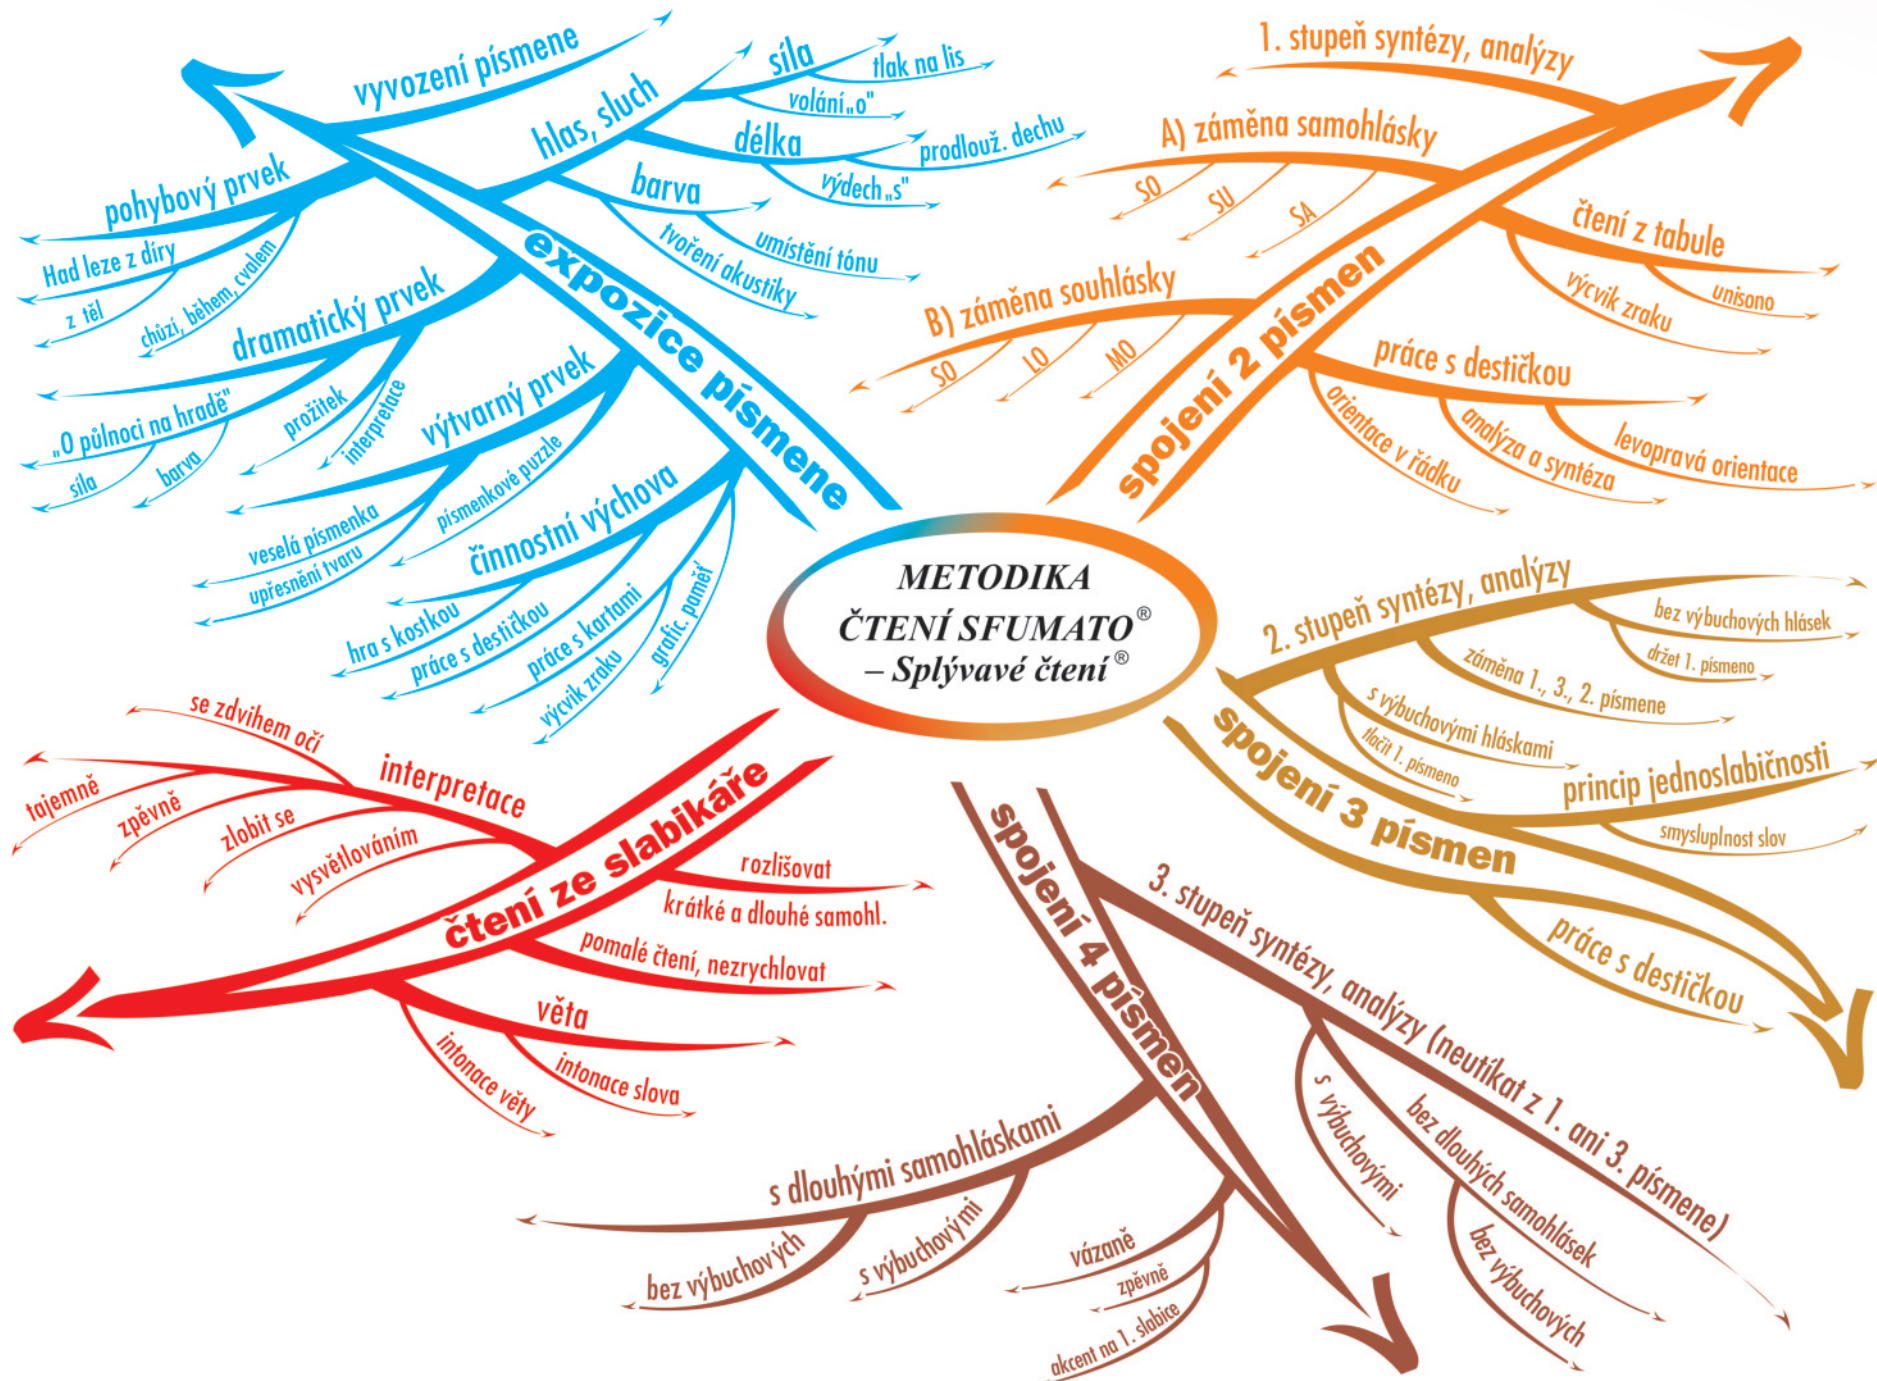 METODIKA
ČTENÍ SFUMATO®
– Splývavé čtení®
expozice písmene
vyvození písmene
hlas, sluch
síla
tlak na lis
volání„o"
délka
prodlouž. dechu
výdech„s"
barva
umístění tónu
tvoření akustiky
pohybový prvek
Had leze z díry
z těl
chůzí, během, cvalem
dramatický prvek
„O půlnoci na hradě"
síla
barva
prožitek
interpretace
výtvarný prvek
písmenkové puzzle
veselá písmenka
upřesnění tvaru
činnostní výchova
hra s kostkou
práce s destičkou
práce s kartami
výcvik zraku
grafic. paměť
spojení 2 písmen
1. stupeň syntézy, analýzy
A) záměna samohlásky
SO
SU
SA
čtení z tabule
unisono
výcvik zraku
B) záměna souhlásky
SO
LO
MO
práce s destičkou
orientace v řádku
analýza a syntéza
levopravá orientace
spojení 3 písmen
2. stupeň syntézy, analýzy
bez výbuchových hlásek
držet 1. písmeno
záměna 1., 3., 2. písmene
s výbuchovými hláskami
tlačit 1. písmeno
princip jednoslabičnosti
smysluplnost slov
práce s destičkou
spojení 4 písmen
3. stupeň syntézy, analýzy (neutíkat z 1. ani 3. písmene)
s výbuchovými
bez dlouhých samohlásek
bez výbuchových
s dlouhými samohláskami
bez výbuchových
s výbuchovými
vázaně
zpěvně
akcent na 1. slabice
čtení ze slabikáře
interpretace
se zdvihem očí
tajemně
zpěvně
zlobit se
vysvětlováním
rozlišovat
krátké a dlouhé samohl.
pomalé čtení, nezrychlovat
věta
intonace slova
intonace věty